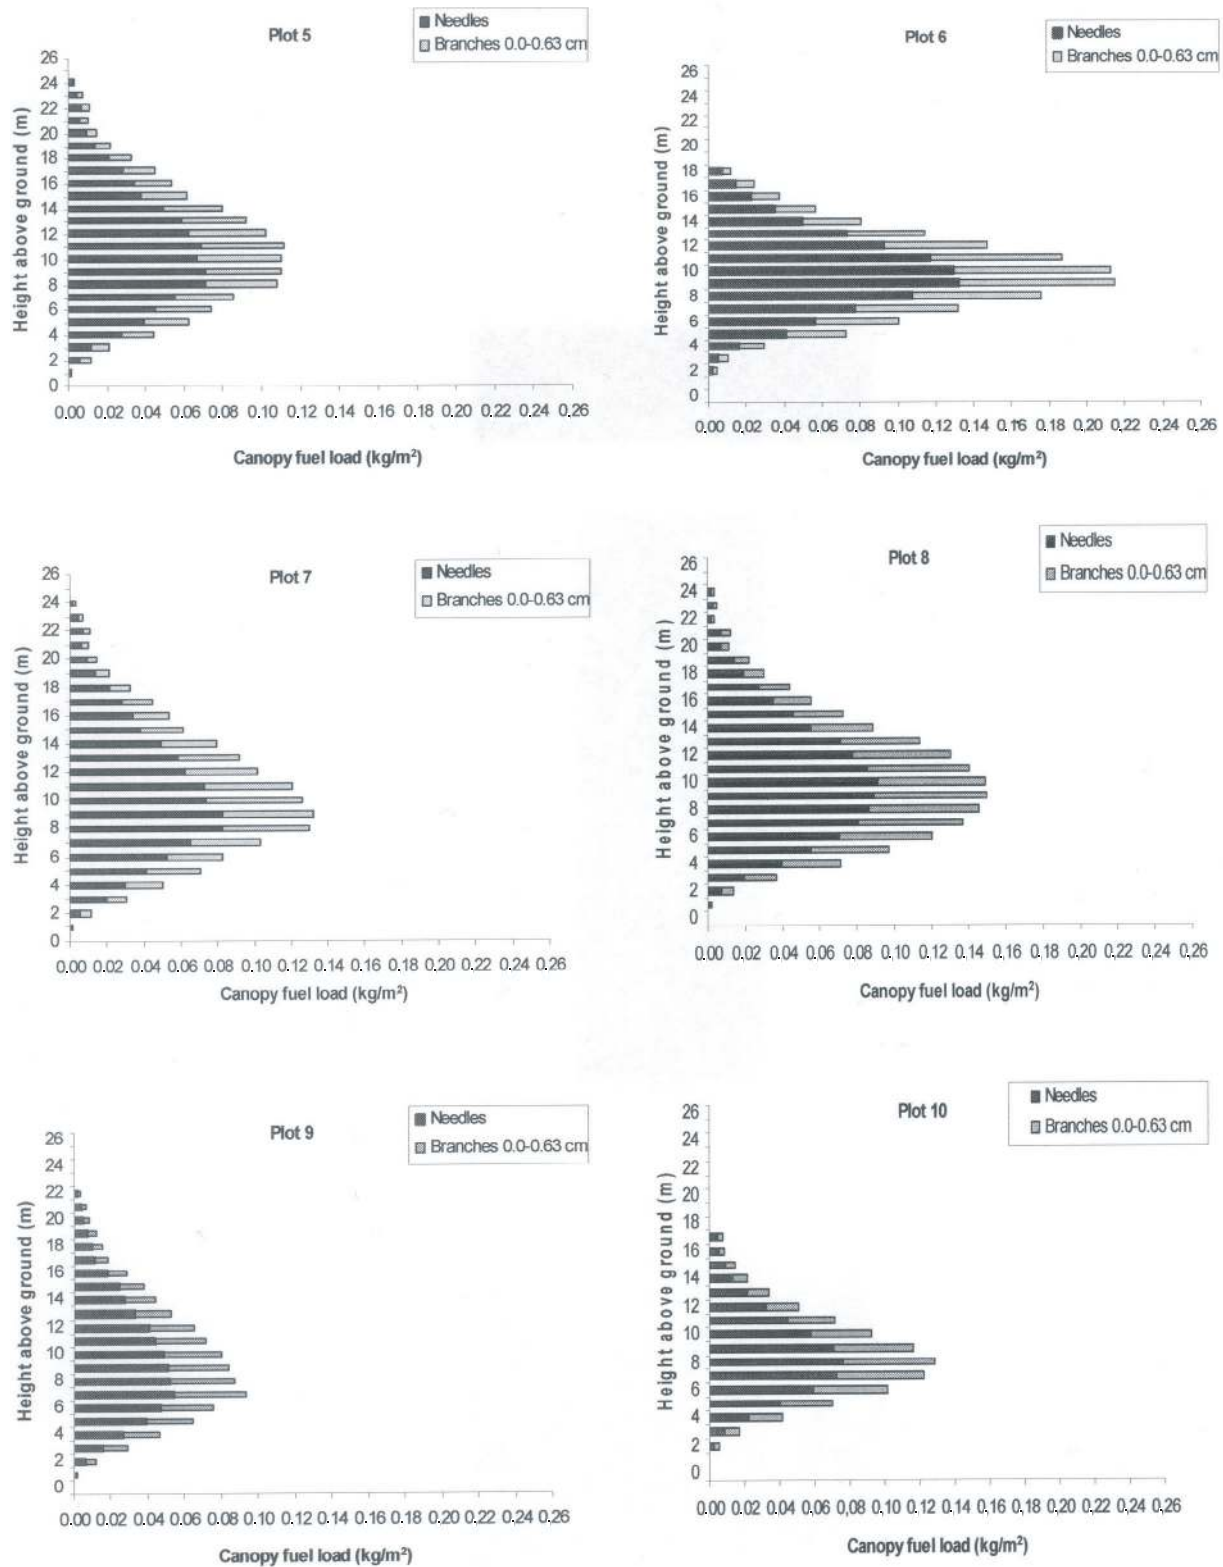 Plot 5
Needles
Branches 0.0-0.63 cm
Height above ground (m)
26
24
22
20
18
16
14
12
10
8
6
4
2
0
0.00 0.02 0.04 0.06 0.08 0.10 0.12 0.14 0.16 0.18 0.20 0.22 0.24 0.26
Canopy fuel load (kg/m²)
Plot 6
Needles
Branches 0.0-0.63 cm
Height above ground (m)
26
24
22
20
18
16
14
12
10
8
6
4
2
0
0.00 0.02 0.04 0.06 0.08 0.10 0.12 0.14 0.16 0.18 0.20 0.22 0.24 0.26
Canopy fuel load (кg/m²)
Plot 7
Needles
Branches 0.0-0.63 cm
Height above ground (m)
26
24
22
20
18
16
14
12
10
8
6
4
2
0
0.00 0.02 0.04 0.06 0.08 0.10 0.12 0.14 0.16 0.18 0.20 0.22 0.24 0.26
Canopy fuel load (kg/m²)
Plot 8
Needles
Branches 0.0-0.63 cm
Height above ground (m)
26
24
22
20
18
16
14
12
10
8
6
4
2
0
0.00 0.02 0.04 0.06 0.08 0.10 0.12 0.14 0.16 0.18 0.20 0.22 0.24 0.26
Canopy fuel load (kg/m²)
Plot 9
Needles
Branches 0.0-0.63 cm
Height above ground (m)
26
24
22
20
18
16
14
12
10
8
6
4
2
0
0.00 0.02 0.04 0.06 0.08 0.10 0.12 0.14 0.16 0.18 0.20 0.22 0.24 0.26
Canopy fuel load (kg/m²)
Plot 10
Needles
Branches 0.0-0.63 cm
Height above ground (m)
26
24
22
20
18
16
14
12
10
8
6
4
2
0
0.00 0.02 0.04 0.06 0.08 0.10 0.12 0.14 0.16 0.18 0.20 0.22 0.24 0.26
Canopy fuel load (kg/m²)